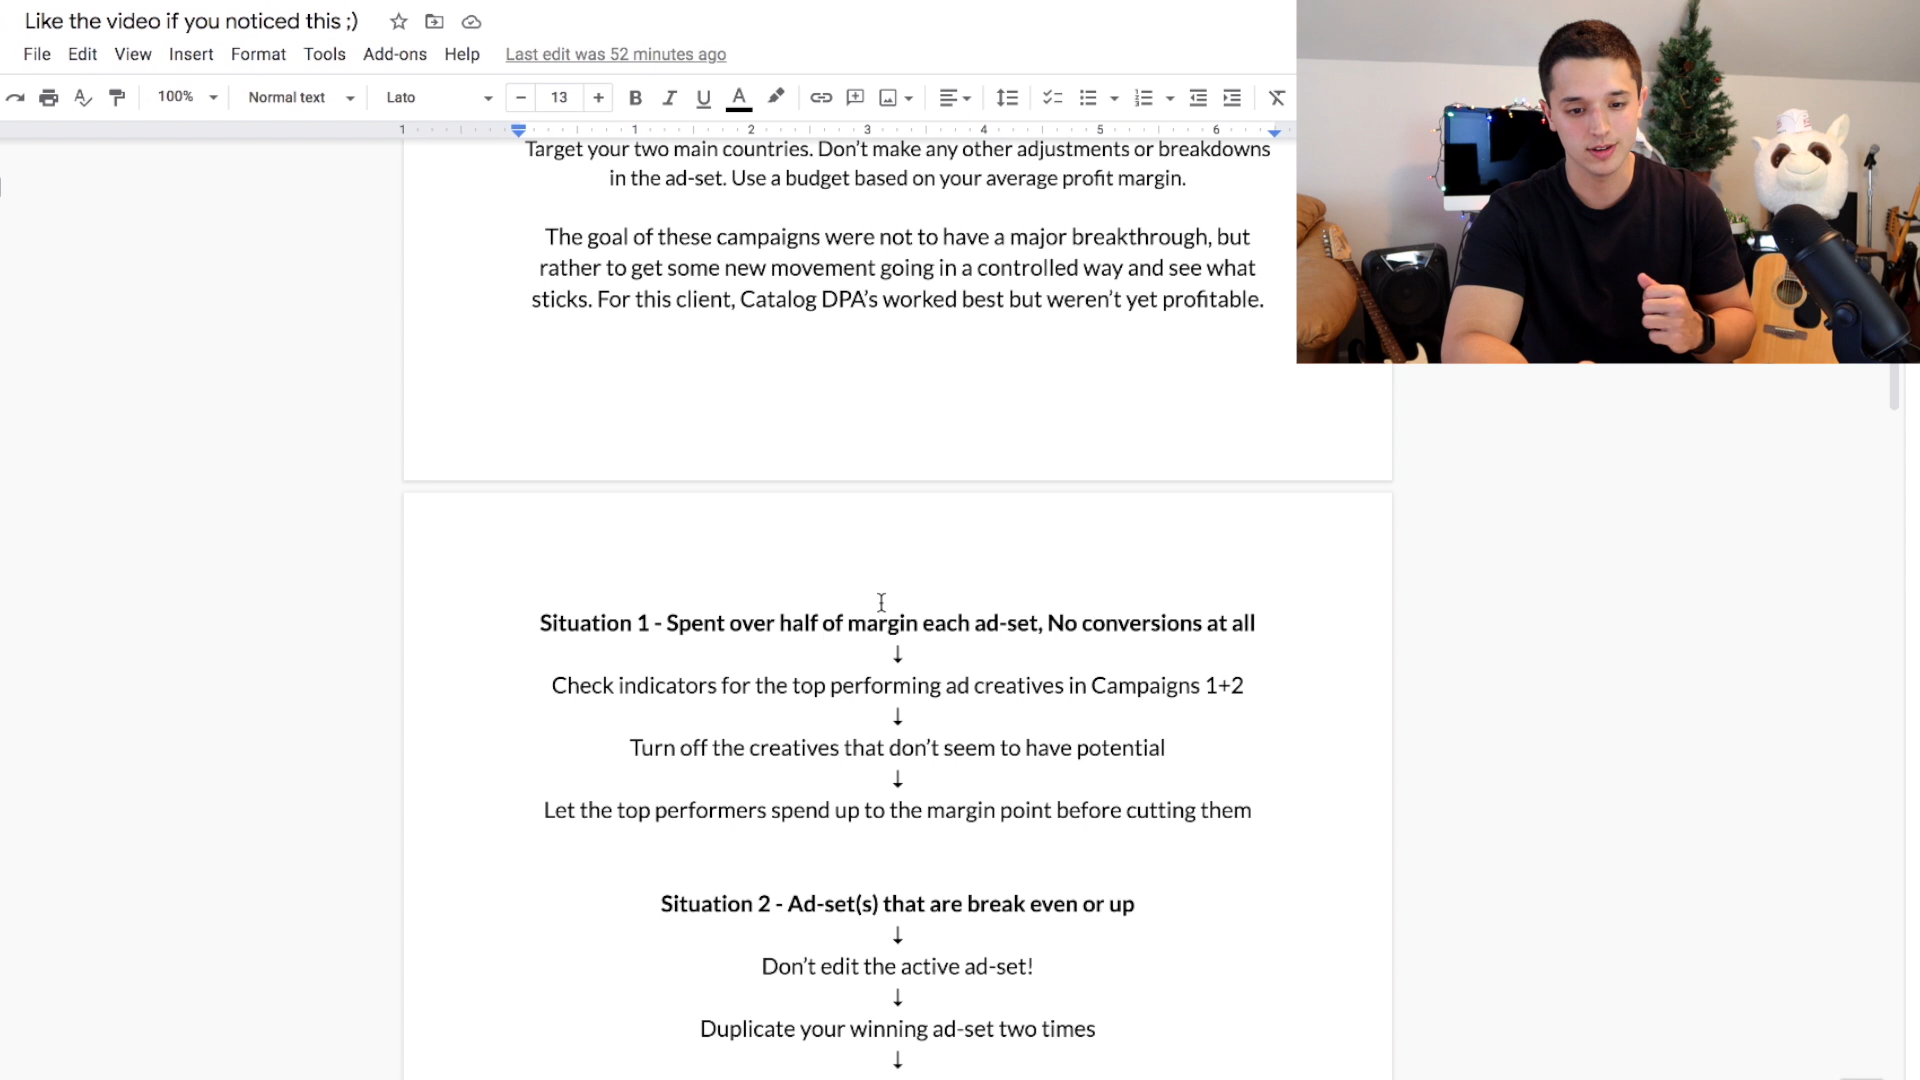 Like the video if you noticed this ;)
File Edit View Insert Format Tools Add-ons Help Last edit was 52 minutes ago
100% Normal text Lato 13 B I U A
1 1 2 3 4 5 6
Target your two main countries. Don't make any other adjustments or breakdowns
in the ad-set. Use a budget based on your average profit margin.
The goal of these campaigns were not to have a major breakthrough, but
rather to get some new movement going in a controlled way and see what
sticks. For this client, Catalog DPA's worked best but weren't yet profitable.
Situation 1 - Spent over half of margin each ad-set, No conversions at all
↓
Check indicators for the top performing ad creatives in Campaigns 1+2
↓
Turn off the creatives that don't seem to have potential
↓
Let the top performers spend up to the margin point before cutting them
Situation 2 - Ad-set(s) that are break even or up
↓
Don't edit the active ad-set!
↓
Duplicate your winning ad-set two times
↓